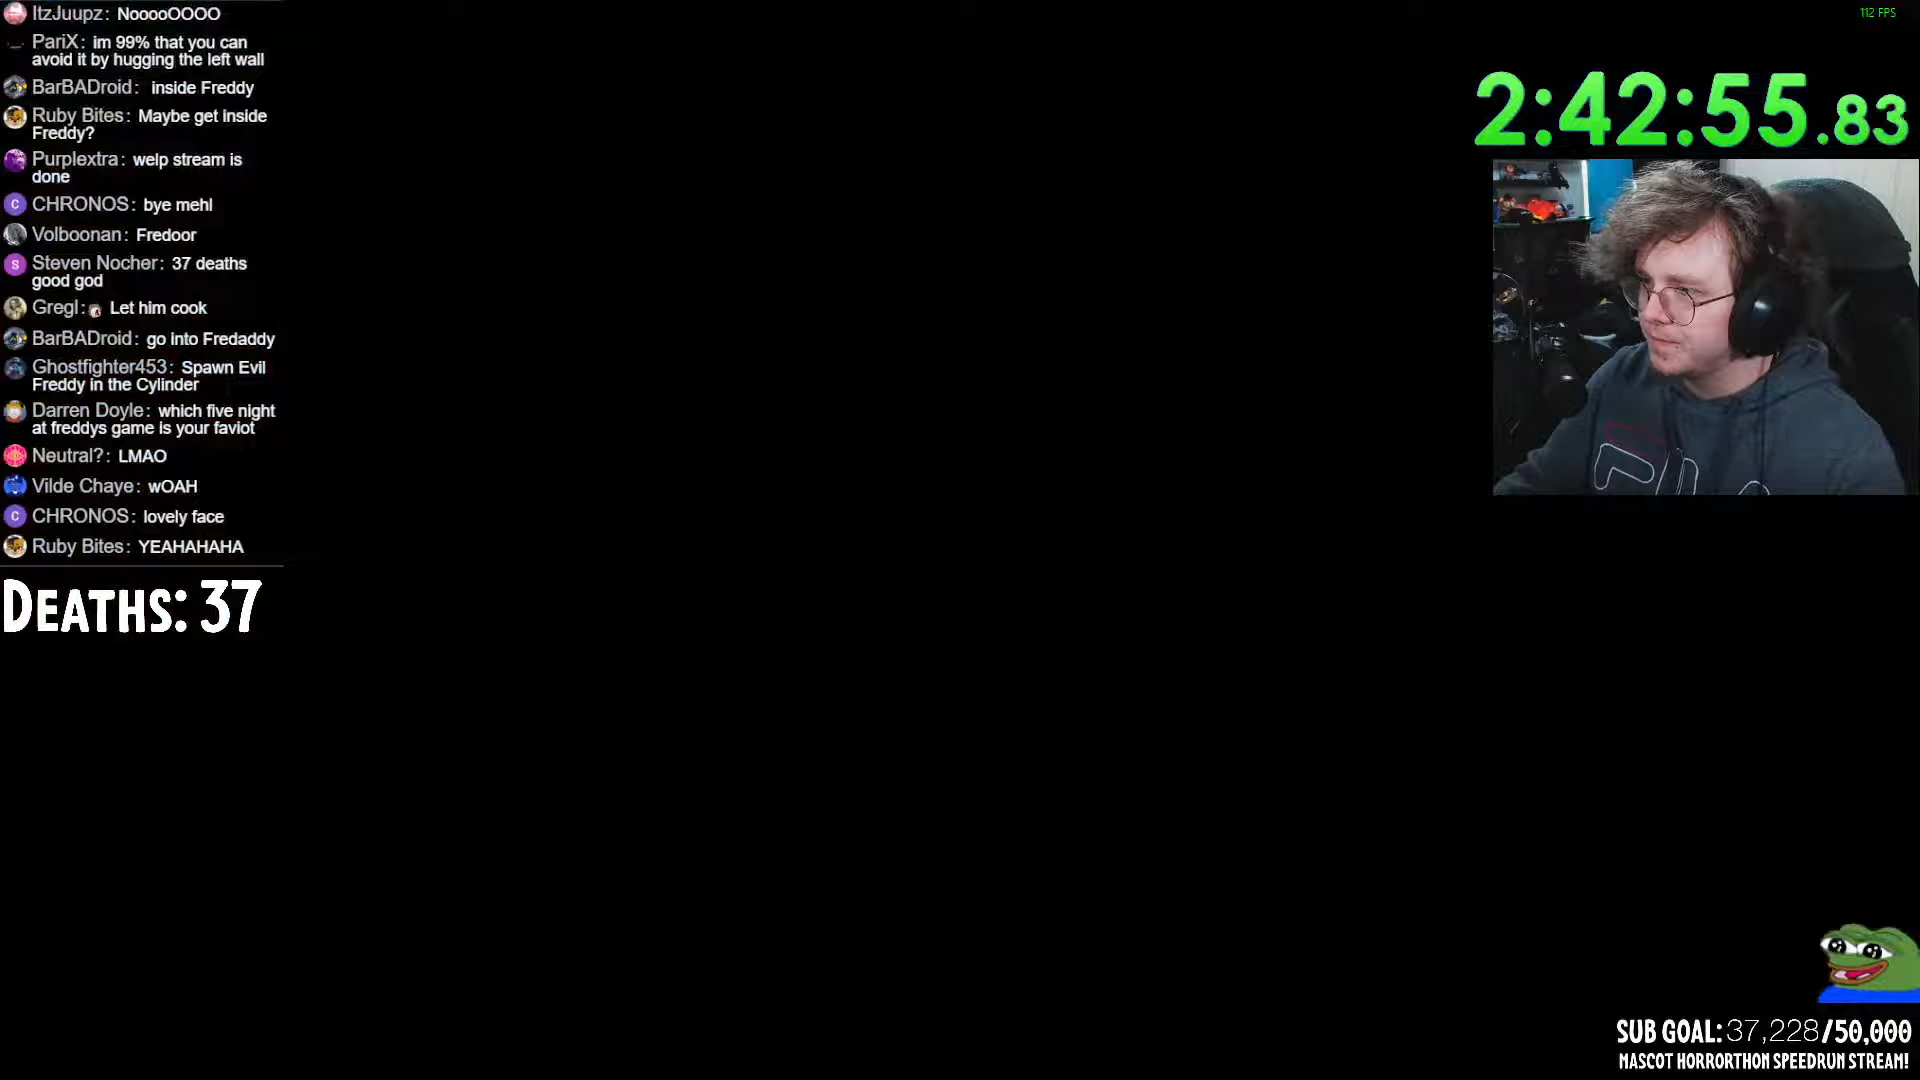 ItzJuupz: NooooOOOO
PariX: im 99% that you can
avoid it by hugging the left wall
BarBADroid: inside Freddy
Ruby Bites: Maybe get inside
Freddy?
Purplextra: welp stream is
done
C CHRONOS: bye mehl
Volboonan: Fredoor
S Steven Nocher: 37 deaths
good god
Gregl: Let him cook
BarBADroid: go into Fredaddy
Ghostfighter453: Spawn Evil
Freddy in the Cylinder
Darren Doyle: which five night
at freddys game is your faviot
Neutral?: LMAO
Vilde Chaye: wOAH
C CHRONOS: lovely face
Ruby Bites: YEAHAHAHA
DEATHS: 37
112 FPS
2:42:55.83
SUB GOAL: 37,228/50,000
MASCOT HORRORTHON SPEEDRUN STREAM!